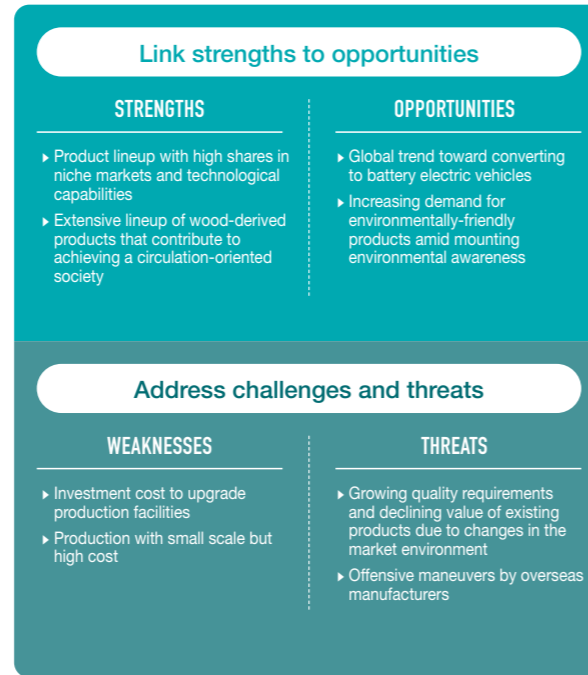 Link strengths to opportunities
STRENGTHS
▸ Product lineup with high shares in
niche markets and technological
capabilities
▸ Extensive lineup of wood-derived
products that contribute to
achieving a circulation-oriented
society
OPPORTUNITIES
▸ Global trend toward converting
to battery electric vehicles
▸ Increasing demand for
environmentally-friendly
products amid mounting
environmental awareness
Address challenges and threats
WEAKNESSES
▸ Investment cost to upgrade
production facilities
▸ Production with small scale but
high cost
THREATS
▸ Growing quality requirements
and declining value of existing
products due to changes in the
market environment
▸ Offensive maneuvers by overseas
manufacturers